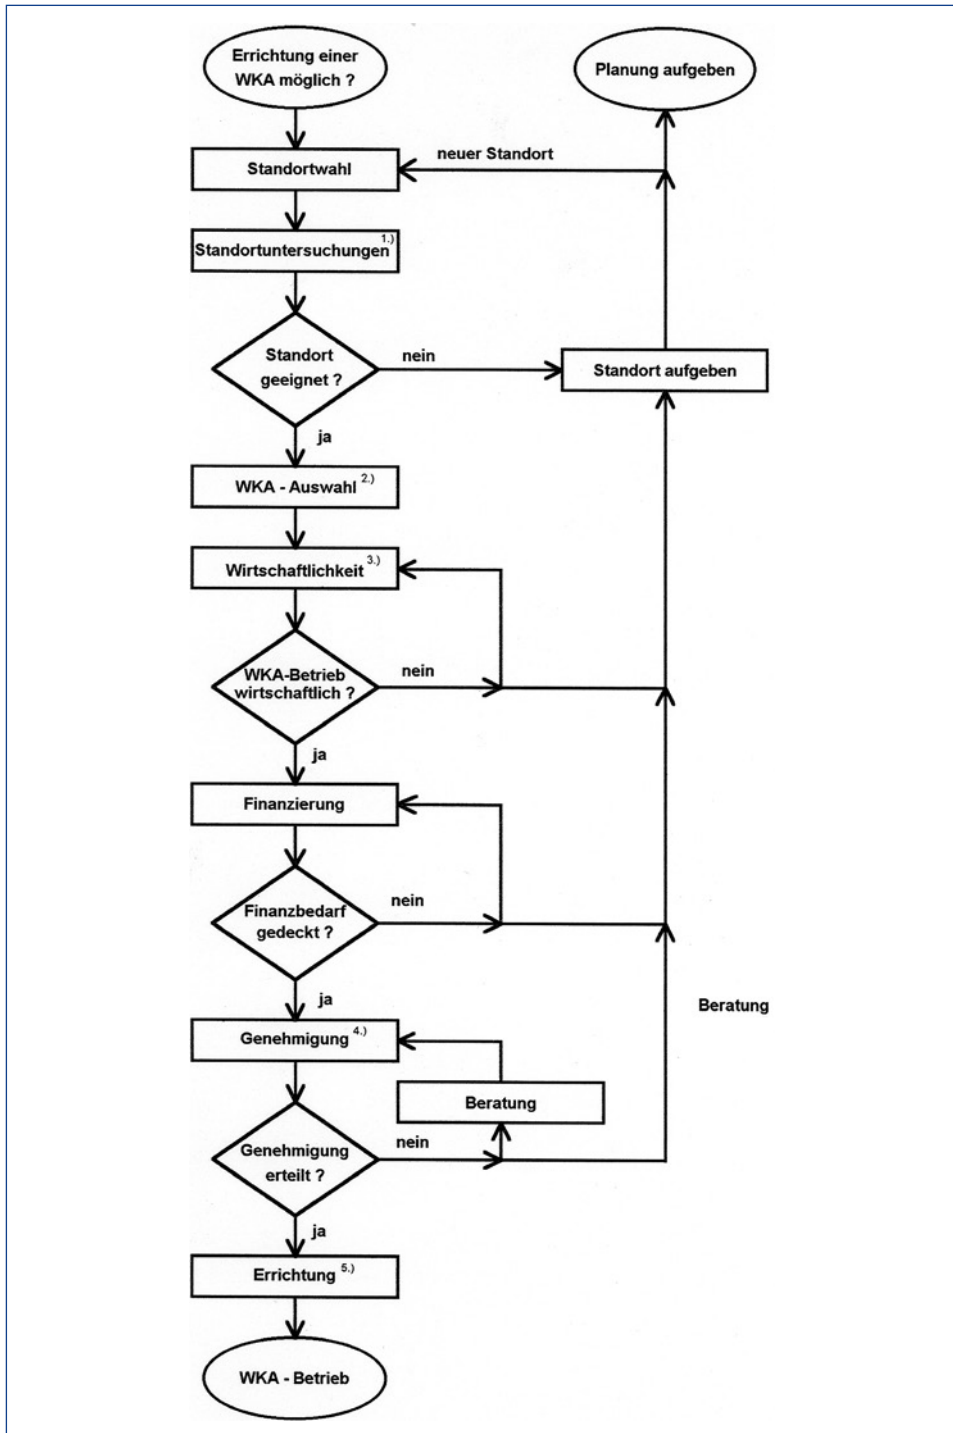 Errichtung einer
WKA möglich ?
Planung aufgeben
neuer Standort
Standortwahl
Standortuntersuchungen 1.)
Standort
geeignet ?
nein
Standort aufgeben
ja
WKA - Auswahl 2.)
Wirtschaftlichkeit 3.)
WKA-Betrieb
wirtschaftlich ?
nein
ja
Finanzierung
Finanzbedarf
gedeckt ?
nein
ja
Beratung
Genehmigung 4.)
Beratung
Genehmigung
erteilt ?
nein
ja
Errichtung 5.)
WKA - Betrieb